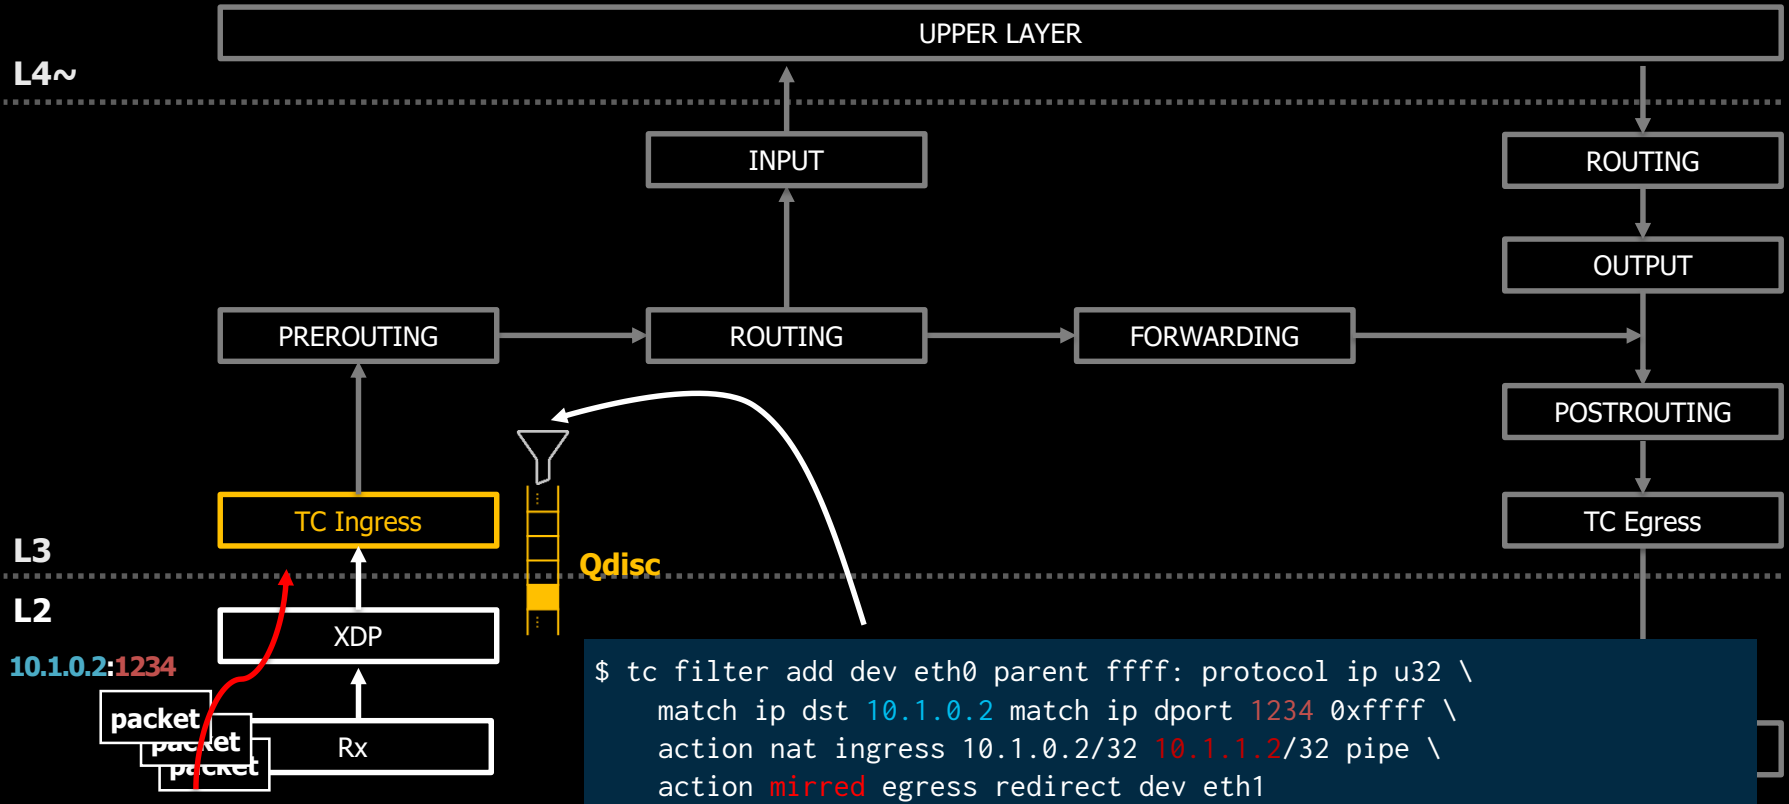 UPPER LAYER
L4~
INPUT
ROUTING
OUTPUT
PREROUTING
ROUTING
FORWARDING
POSTROUTING
TC Ingress
TC Egress
L3
Qdisc
L2
XDP
10.1.0.2:1234
packet
packet
packet
Rx
$ tc filter add dev eth0 parent ffff: protocol ip u32 \
match ip dst 10.1.0.2 match ip dport 1234 0xffff \
action nat ingress 10.1.0.2/32 10.1.1.2/32 pipe \
action mirred egress redirect dev eth1